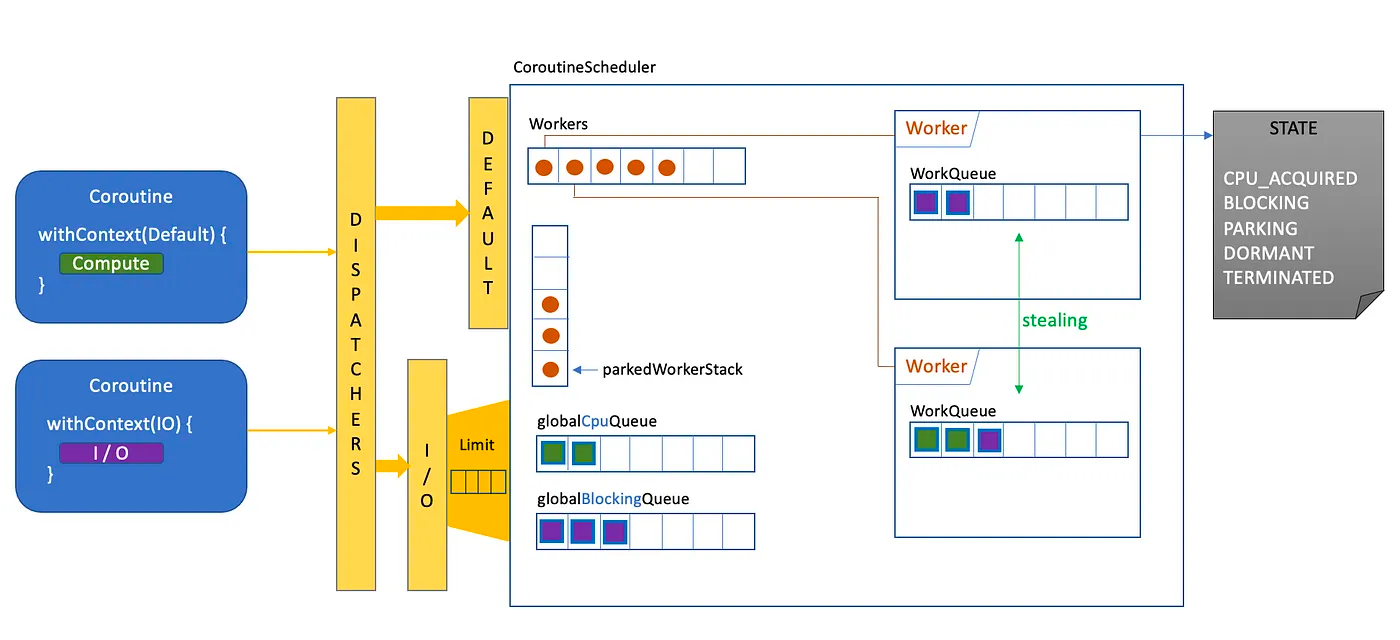 CoroutineScheduler
Coroutine
withContext(Default) {
Compute
}
Coroutine
withContext(IO) {
I / O
}
DISPATCHERS
DEFAULT
I/O
Limit
Workers
parkedWorkerStack
globalCpuQueue
globalBlockingQueue
Worker
WorkQueue
stealing
Worker
WorkQueue
STATE
CPU_ACQUIRED
BLOCKING
PARKING
DORMANT
TERMINATED